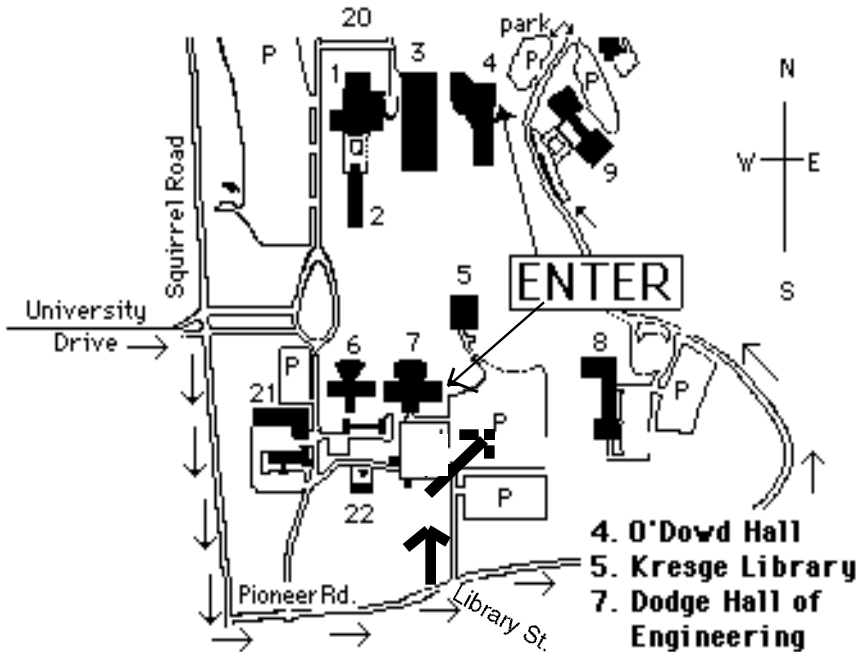 20
park
P
1
3
4
Pr
P
N
W
E
S
9
2
Squirrel Road
5
ENTER
University
Drive
P
6
7
8
P
21
P
P
22
4. O'Dowd Hall
5. Kresge Library
7. Dodge Hall of
Engineering
Pioneer Rd.
Library St.